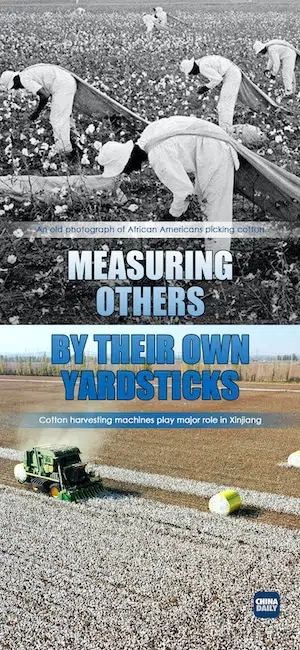 An old photograph of African Americans picking cotton
MEASURING
OTHERS
BY THEIR OWN
YARDSTICKS
Cotton harvesting machines play major role in Xinjiang
CHINA
DAILY